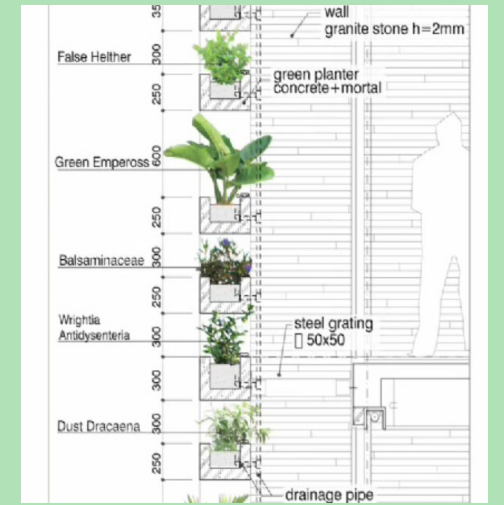 35
wall
granite stone h=2mm
False Helther
300
green planter
concrete+mortal
250
Green Empeross
600
250
Balsaminaceae
300
250
Wrightia
Antidysenteria
300
steel grating
▯ 50x50
300
Dust Dracaena
300
250
drainage pipe